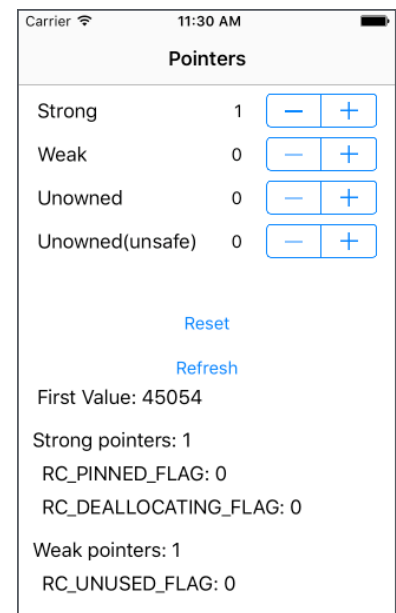 Carrier 11:30 AM
Pointers
Strong 1 − +
Weak 0 − +
Unowned 0 − +
Unowned(unsafe) 0 − +
Reset
Refresh
First Value: 45054
Strong pointers: 1
RC_PINNED_FLAG: 0
RC_DEALLOCATING_FLAG: 0
Weak pointers: 1
RC_UNUSED_FLAG: 0